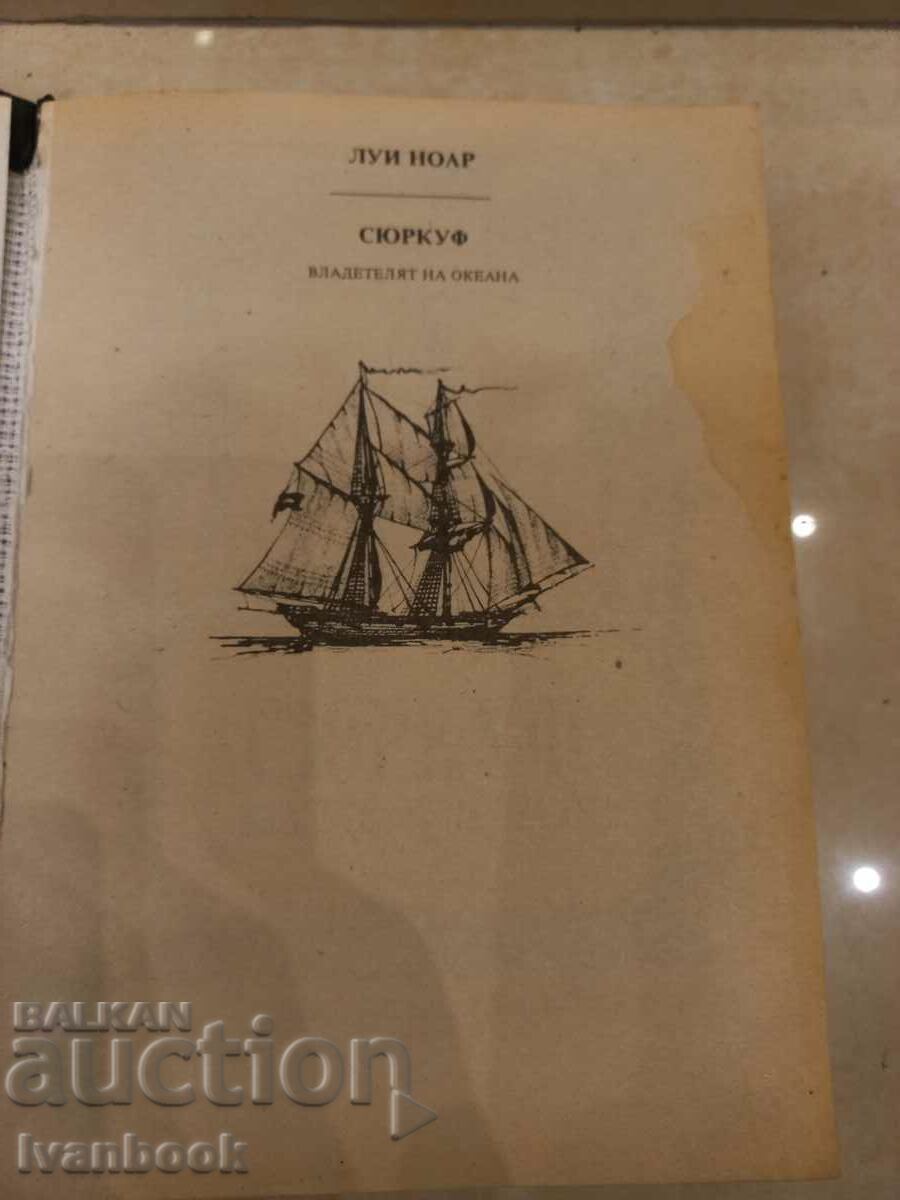 ЛУИ НОАР
СЮРКУФ
ВЛАДЕТЕЛЯТ НА ОКЕАНА
BALKAN
auction
Ivanbook